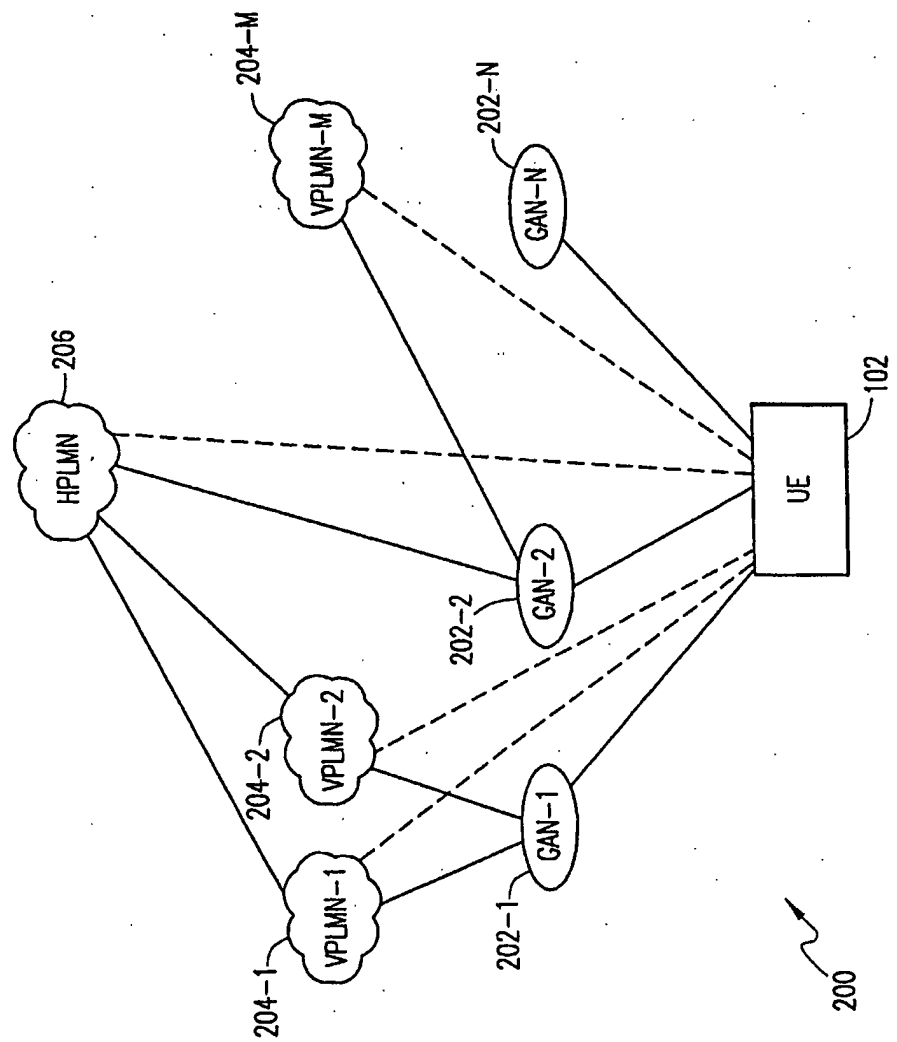 206
HPLMN
204-M
VPLMN-M
204-1
VPLMN-1
204-2
VPLMN-2
202-N
GAN-N
202-2
GAN-2
202-1
GAN-1
UE
102
200